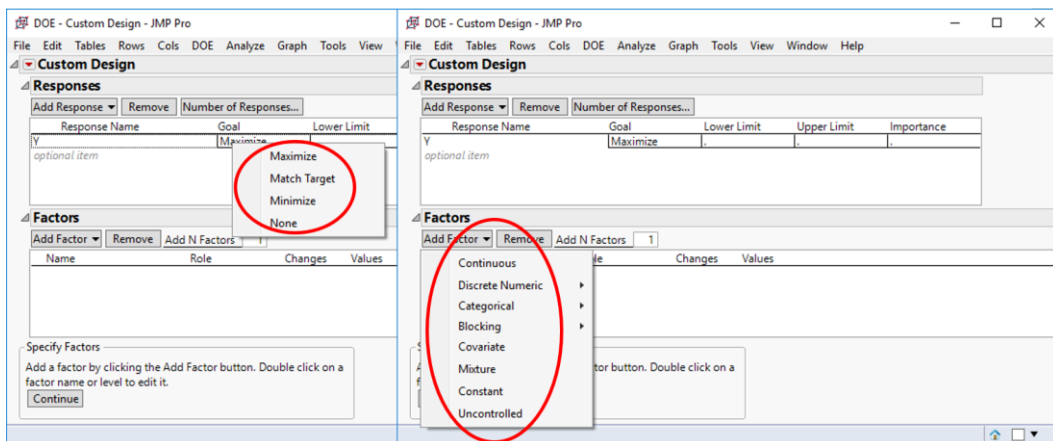 DOE - Custom Design - JMP Pro
File Edit Tables Rows Cols DOE Analyze Graph Tools View
Custom Design
Responses
Add Response Remove Number of Responses...
Response Name Goal Lower Limit
Y Maximize
optional item
Maximize
Match Target
Minimize
None
Factors
Add Factor Remove Add N Factors 1
Name Role Changes Values
Specify Factors
Add a factor by clicking the Add Factor button. Double click on a
factor name or level to edit it.
Continue
DOE - Custom Design - JMP Pro
File Edit Tables Rows Cols DOE Analyze Graph Tools View Window Help
Custom Design
Responses
Add Response Remove Number of Responses...
Response Name Goal Lower Limit Upper Limit Importance
Y Maximize . . .
optional item
Factors
Add Factor Remove Add N Factors 1
Changes Values
Continuous
Discrete Numeric
Categorical
Blocking
Covariate
Mixture
Constant
Uncontrolled
tor button. Double click on a